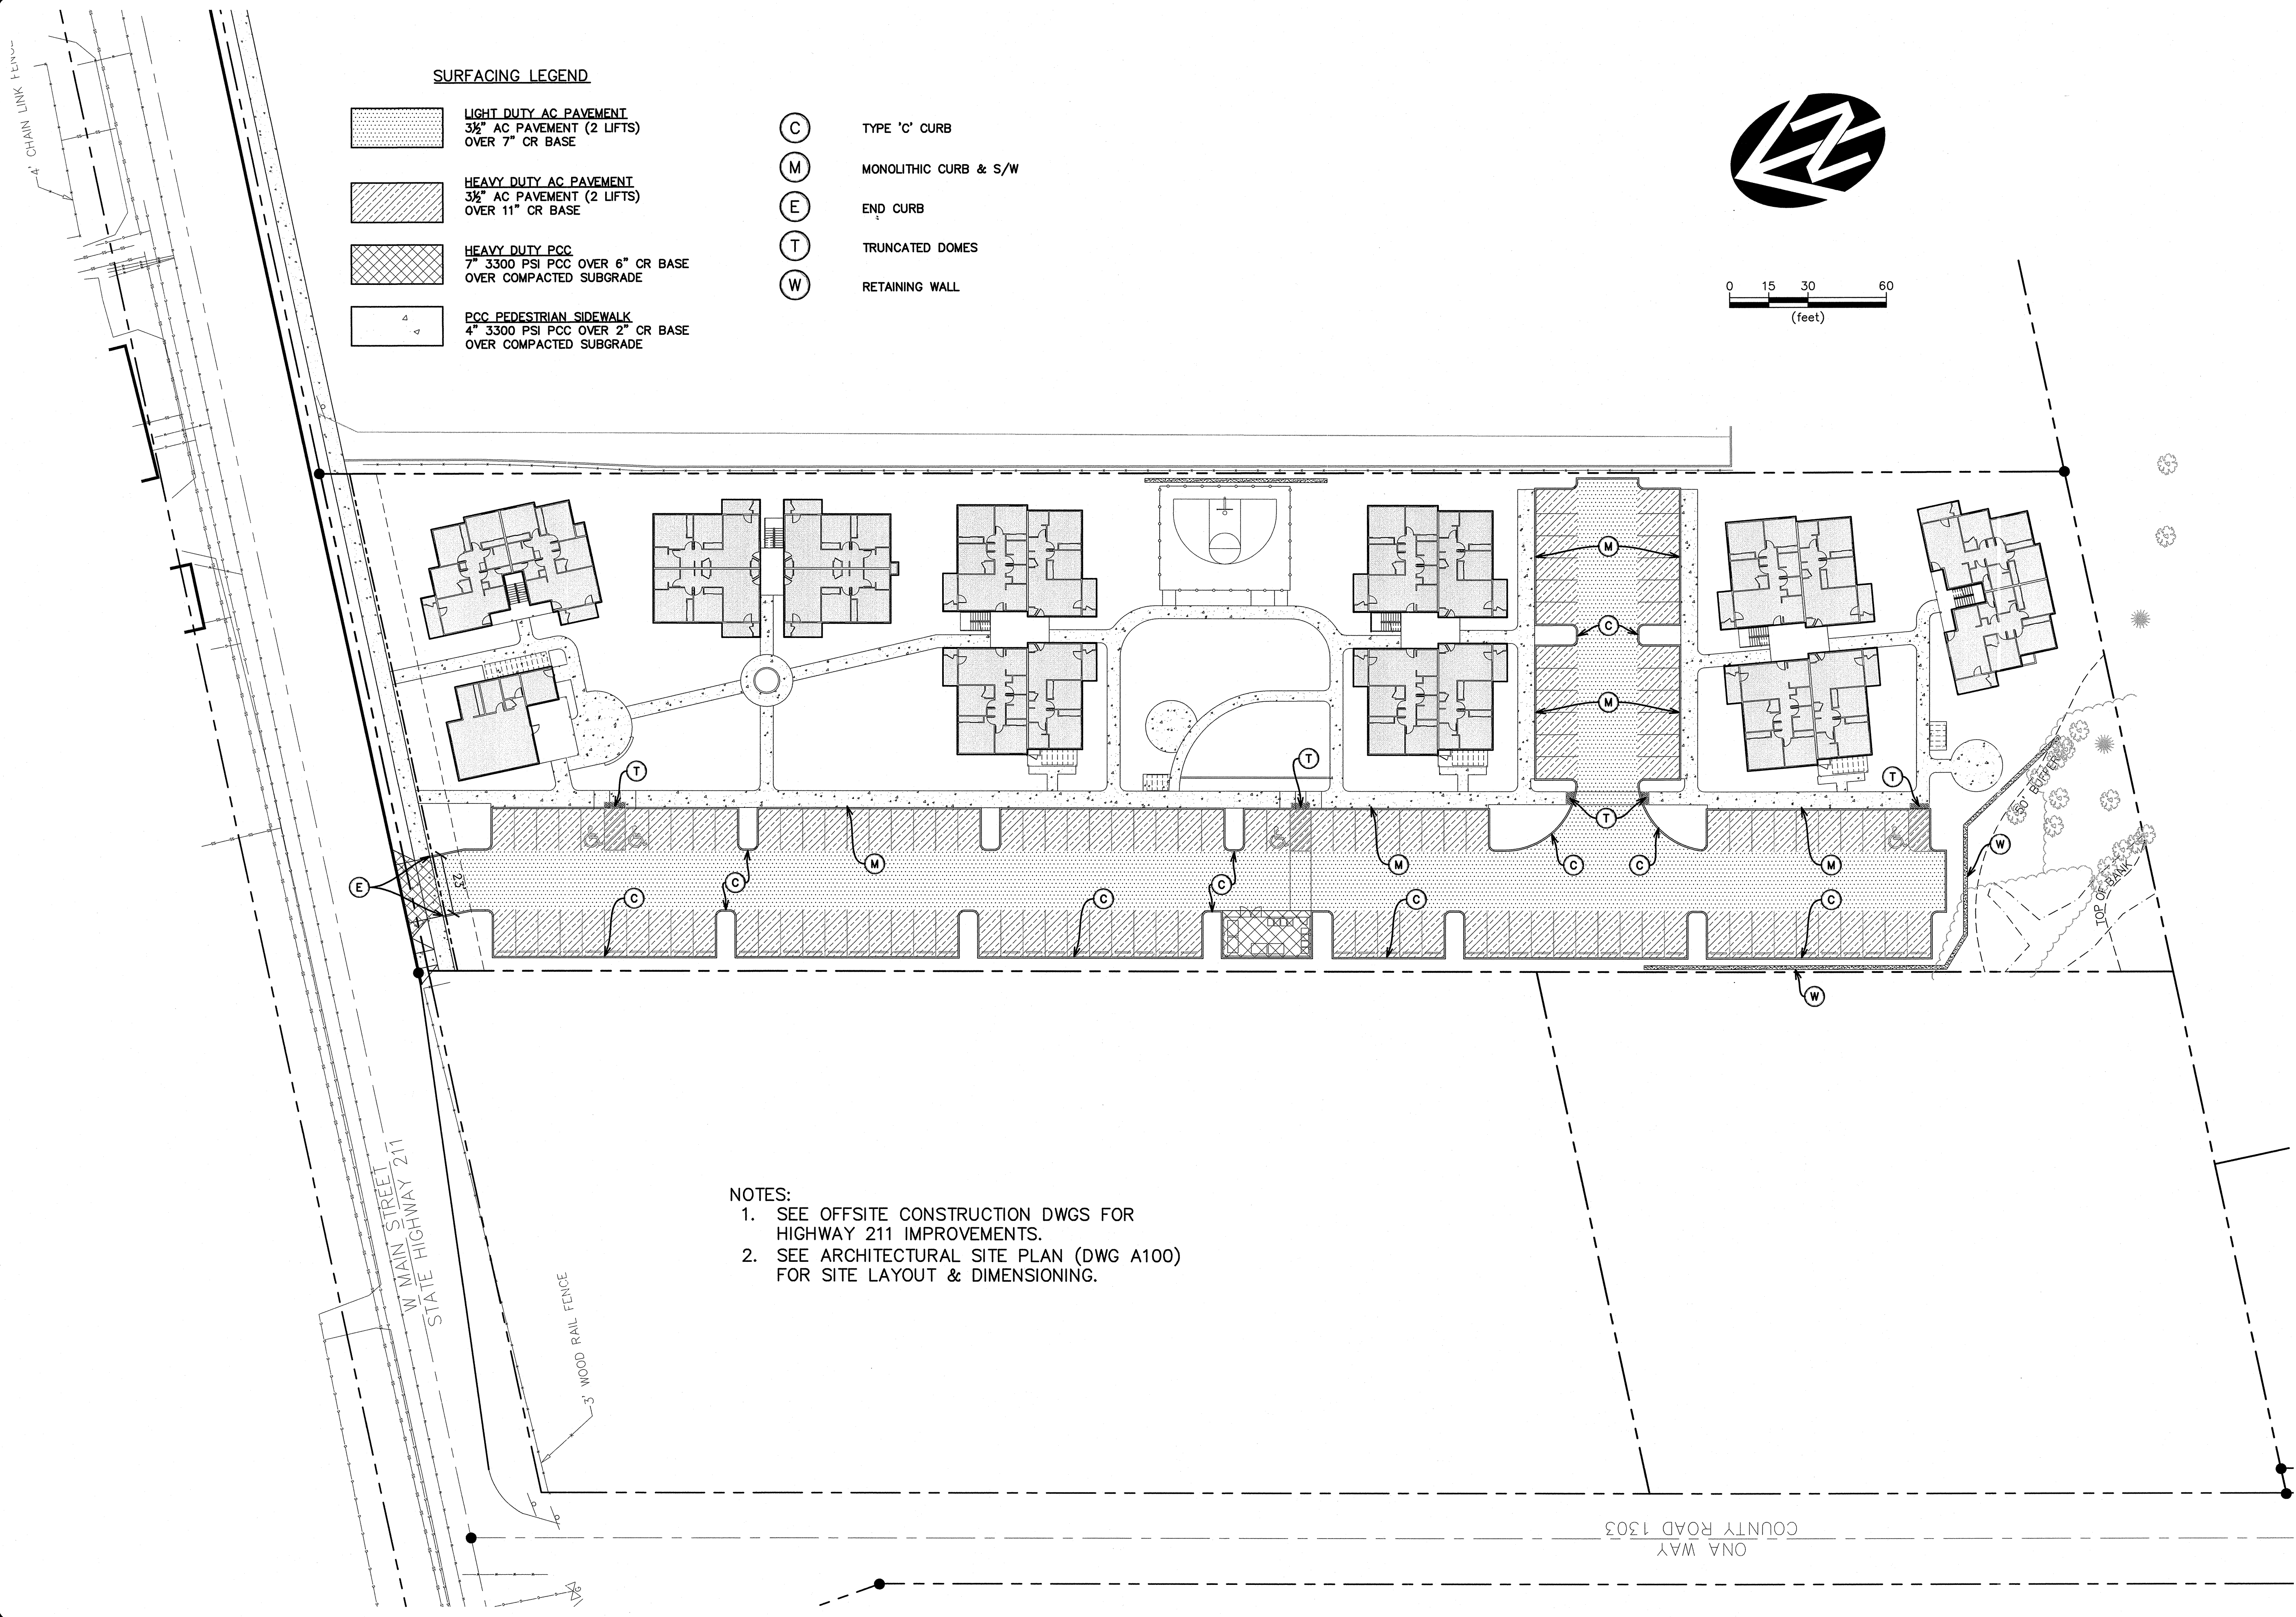 4' CHAIN LINK FENCE
SURFACING LEGEND
LIGHT DUTY AC PAVEMENT
3½" AC PAVEMENT (2 LIFTS)
OVER 7" CR BASE
HEAVY DUTY AC PAVEMENT
3½" AC PAVEMENT (2 LIFTS)
OVER 11" CR BASE
HEAVY DUTY PCC
7" 3300 PSI PCC OVER 6" CR BASE
OVER COMPACTED SUBGRADE
PCC PEDESTRIAN SIDEWALK
4" 3300 PSI PCC OVER 2" CR BASE
OVER COMPACTED SUBGRADE
C TYPE 'C' CURB
M MONOLITHIC CURB & S/W
E END CURB
T TRUNCATED DOMES
W RETAINING WALL
N
0 15 30 60
(feet)
M
C
M
T
T
T
T
50' BUFFER
TOP OF BANK
M
M
C
C
M
W
E
23'
C
C
C
C
C
C
W
W MAIN STREET
STATE HIGHWAY 211
3' WOOD RAIL FENCE
NOTES:
1. SEE OFFSITE CONSTRUCTION DWGS FOR
HIGHWAY 211 IMPROVEMENTS.
2. SEE ARCHITECTURAL SITE PLAN (DWG A100)
FOR SITE LAYOUT & DIMENSIONING.
ONA WAY
COUNTY ROAD 1303